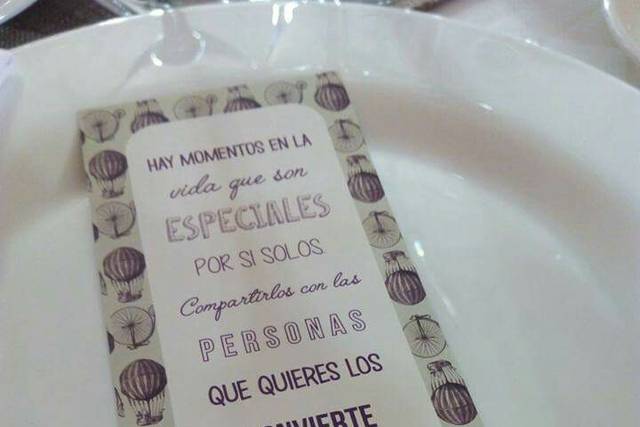 HAY MOMENTOS EN LA
vida que son
ESPECIALES
POR SI SOLOS.
Compartirlos con las
PERSONAS
QUE QUIERES LOS